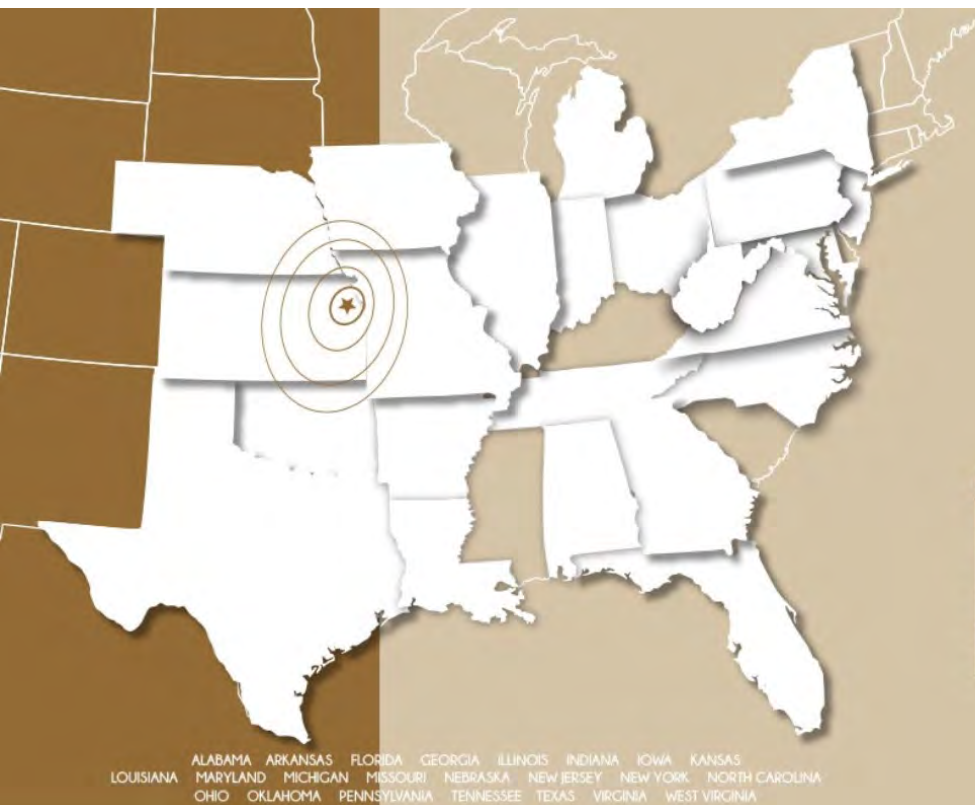 ALABAMA ARKANSAS FLORIDA GEORGIA ILLINOIS INDIANA IOWA KANSAS
LOUISIANA MARYLAND MICHIGAN MISSOURI NEBRASKA NEW JERSEY NEW YORK NORTH CAROLINA
OHIO OKLAHOMA PENNSYLVANIA TENNESSEE TEXAS VIRGINIA WEST VIRGINIA